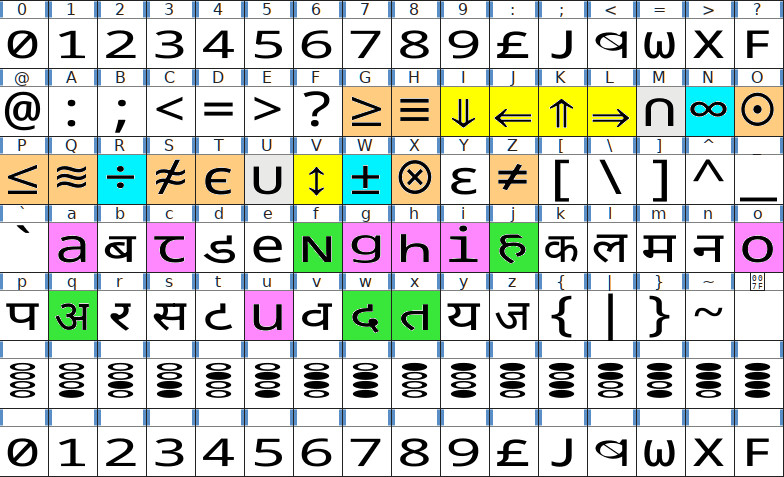 0 1 2 3 4 5 6 7 8 9 : ; < = > ?
0 1 2 3 4 5 6 7 8 9 £ J ω X F
@ A B C D E F G H I J K L M N O
@ : ; < = > ? ≥ ≡ ⇓ ⇐ ⇑ ⇒ ∩ ∞ ⊙
P Q R S T U V W X Y Z [ \ ] ^ _
≤ ≋ ÷ ≉ ϵ ∪ ↕ ± ⊗ ε ≠ [ \ ] ^ _
` a b c d e f g h i j k l m n o
` a ब ट ड e N g h i ह क ल म न o
p q r s t u v w x y z { | } ~ 007F
प अ र स ट u व द त य ज { | } ~
0 1 2 3 4 5 6 7 8 9 £ J ω X F